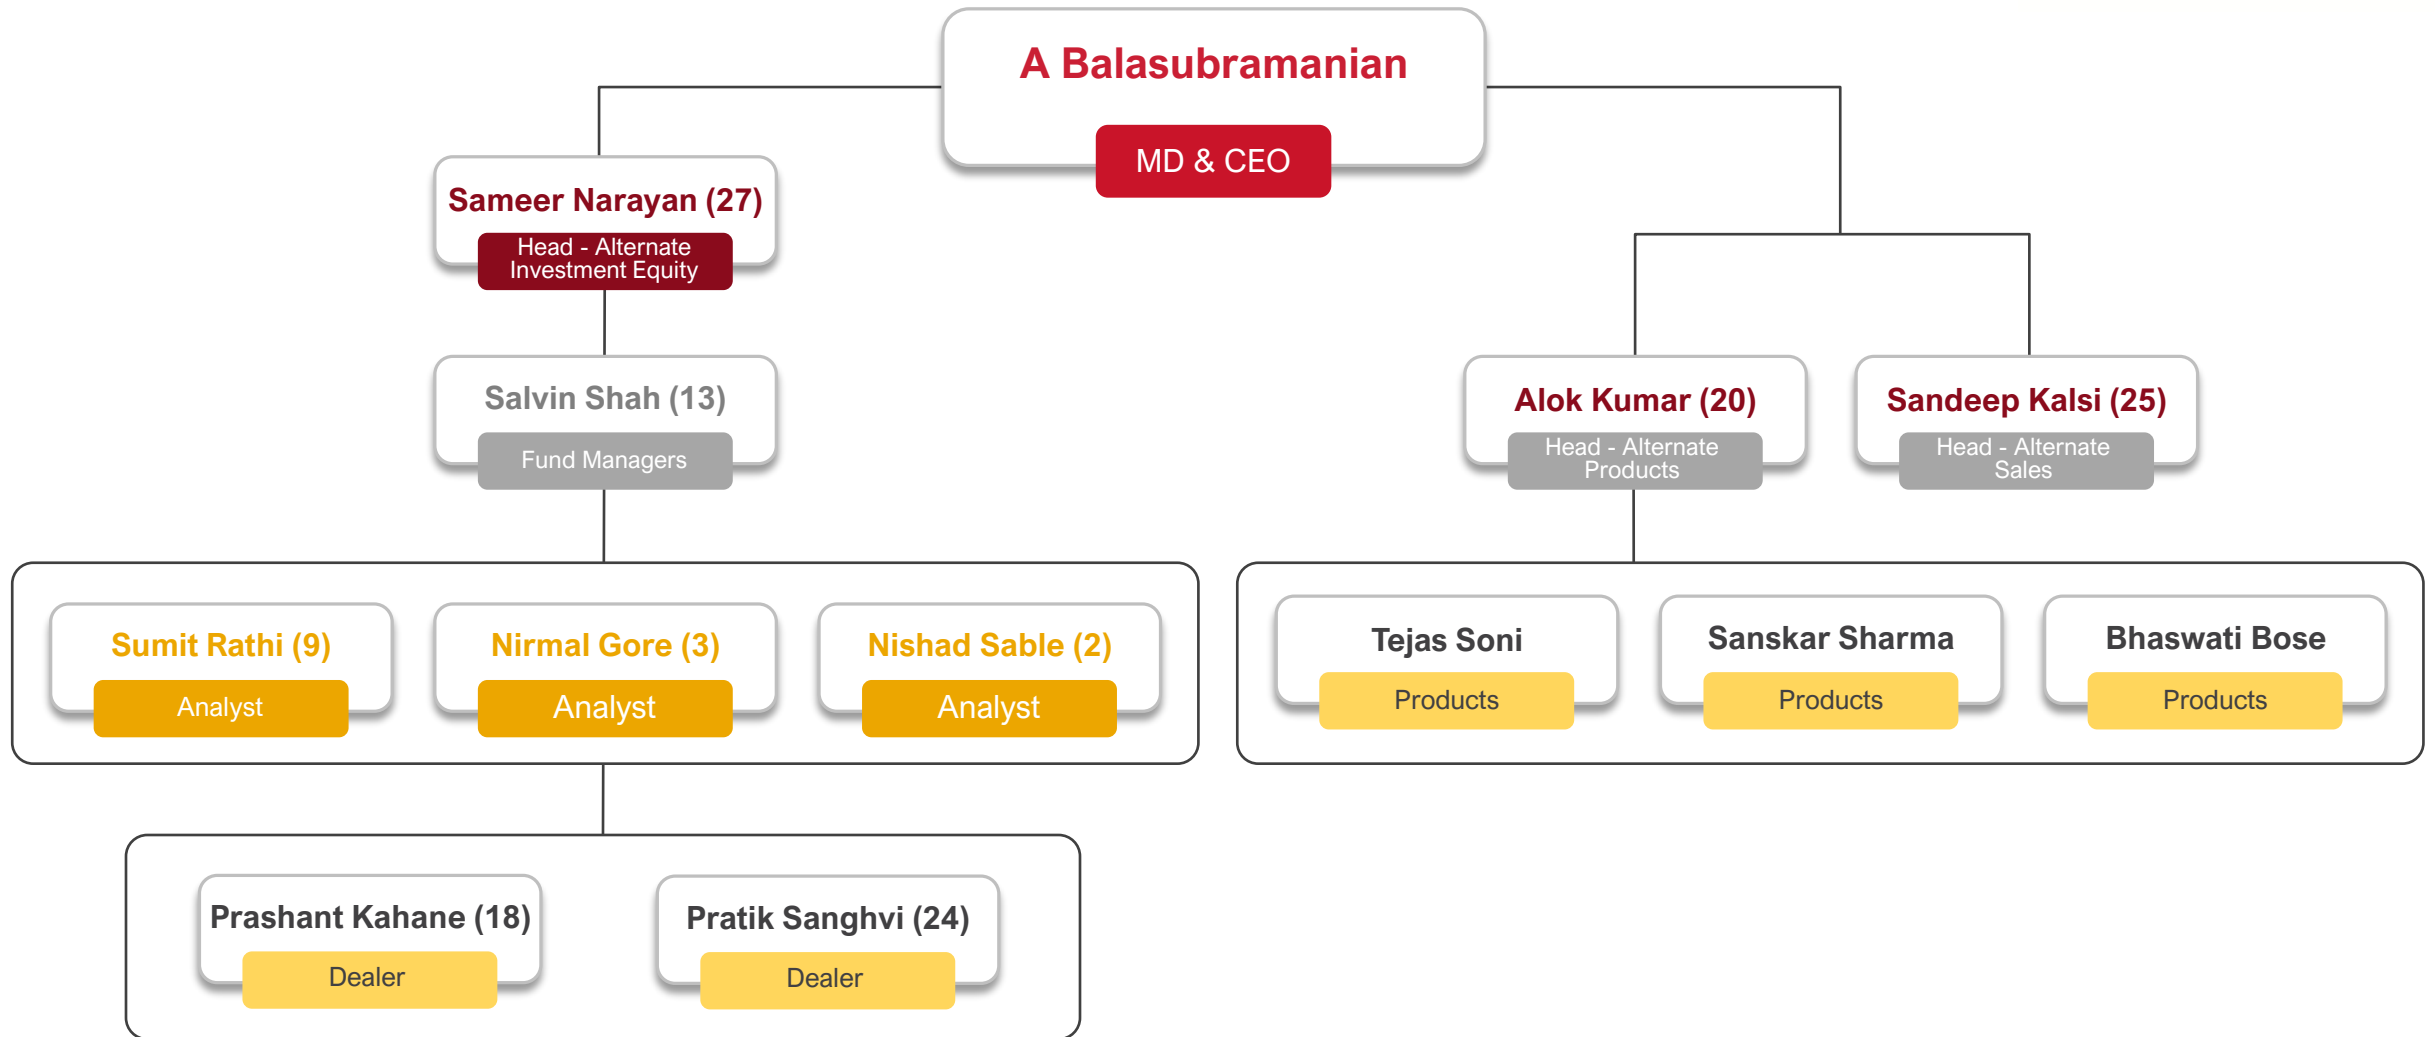 A Balasubramanian
MD & CEO
Sameer Narayan (27)
Head - Alternate
Investment Equity
Salvin Shah (13)
Fund Managers
Alok Kumar (20)
Head - Alternate
Products
Sandeep Kalsi (25)
Head - Alternate
Sales
Sumit Rathi (9)
Analyst
Nirmal Gore (3)
Analyst
Nishad Sable (2)
Analyst
Tejas Soni
Products
Sanskar Sharma
Products
Bhaswati Bose
Products
Prashant Kahane (18)
Dealer
Pratik Sanghvi (24)
Dealer